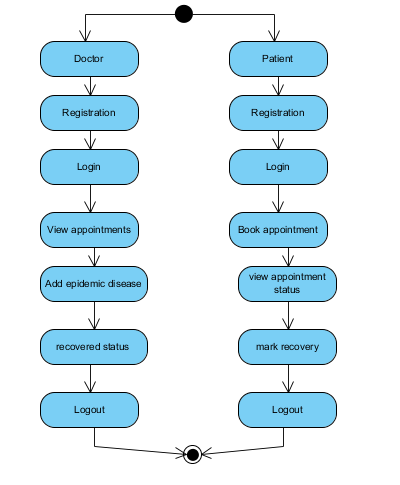 Doctor
Registration
Login
View appointments
Add epidemic disease
recovered status
Logout
Patient
Registration
Login
Book appointment
view appointment
status
mark recovery
Logout